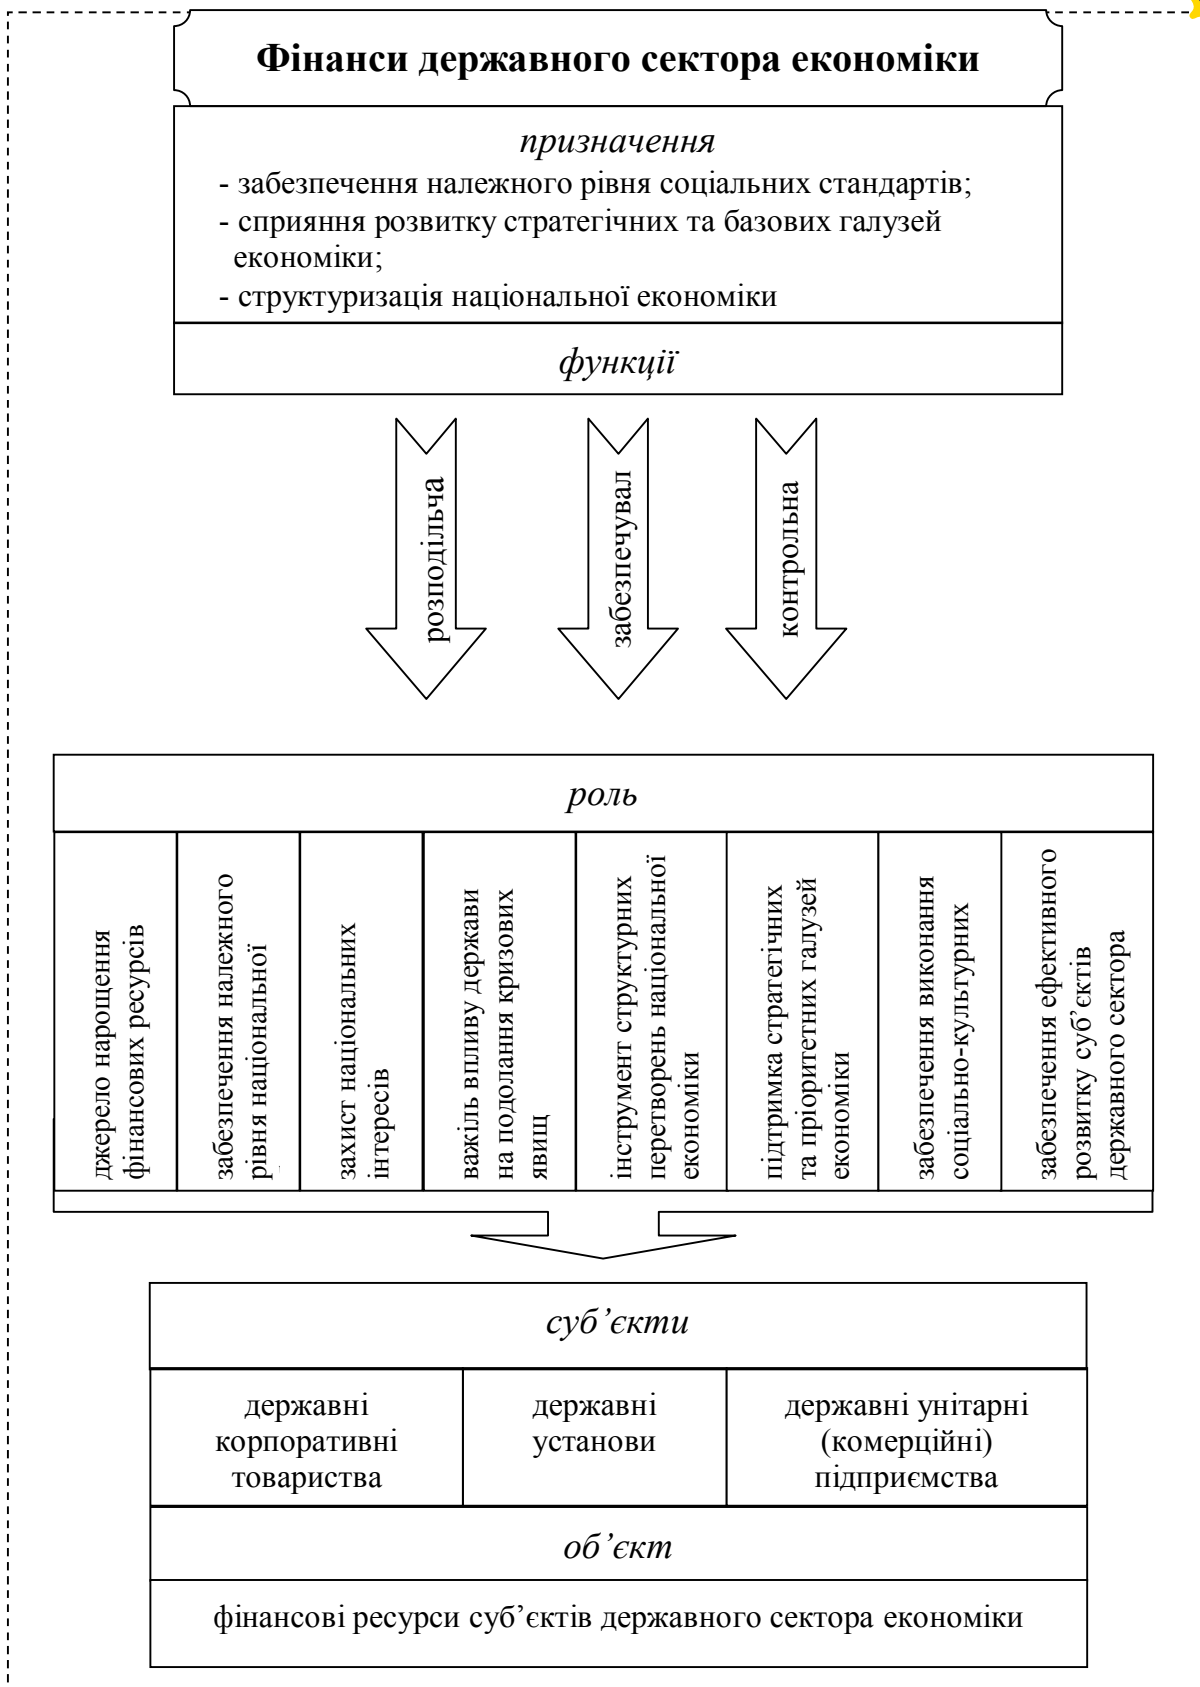 Фінанси державного сектора економіки
призначення
- забезпечення належного рівня соціальних стандартів;
- сприяння розвитку стратегічних та базових галузей
економіки;
- структуризація національної економіки
функції
розподільча
забезпечувал
контрольна
роль
джерело нарощення
фінансових ресурсів
забезпечення належного
рівня національної
захист національних
інтересів
важіль впливу держави
на подолання кризових
явищ
інструмент структурних
перетворень національної
економіки
підтримка стратегічних
та пріоритетних галузей
економіки
забезпечення виконання
соціально-культурних
забезпечення ефективного
розвитку суб’єктів
державного сектора
суб’єкти
державні
корпоративні
товариства
державні
установи
державні унітарні
(комерційні)
підприємства
об’єкт
фінансові ресурси суб’єктів державного сектора економіки